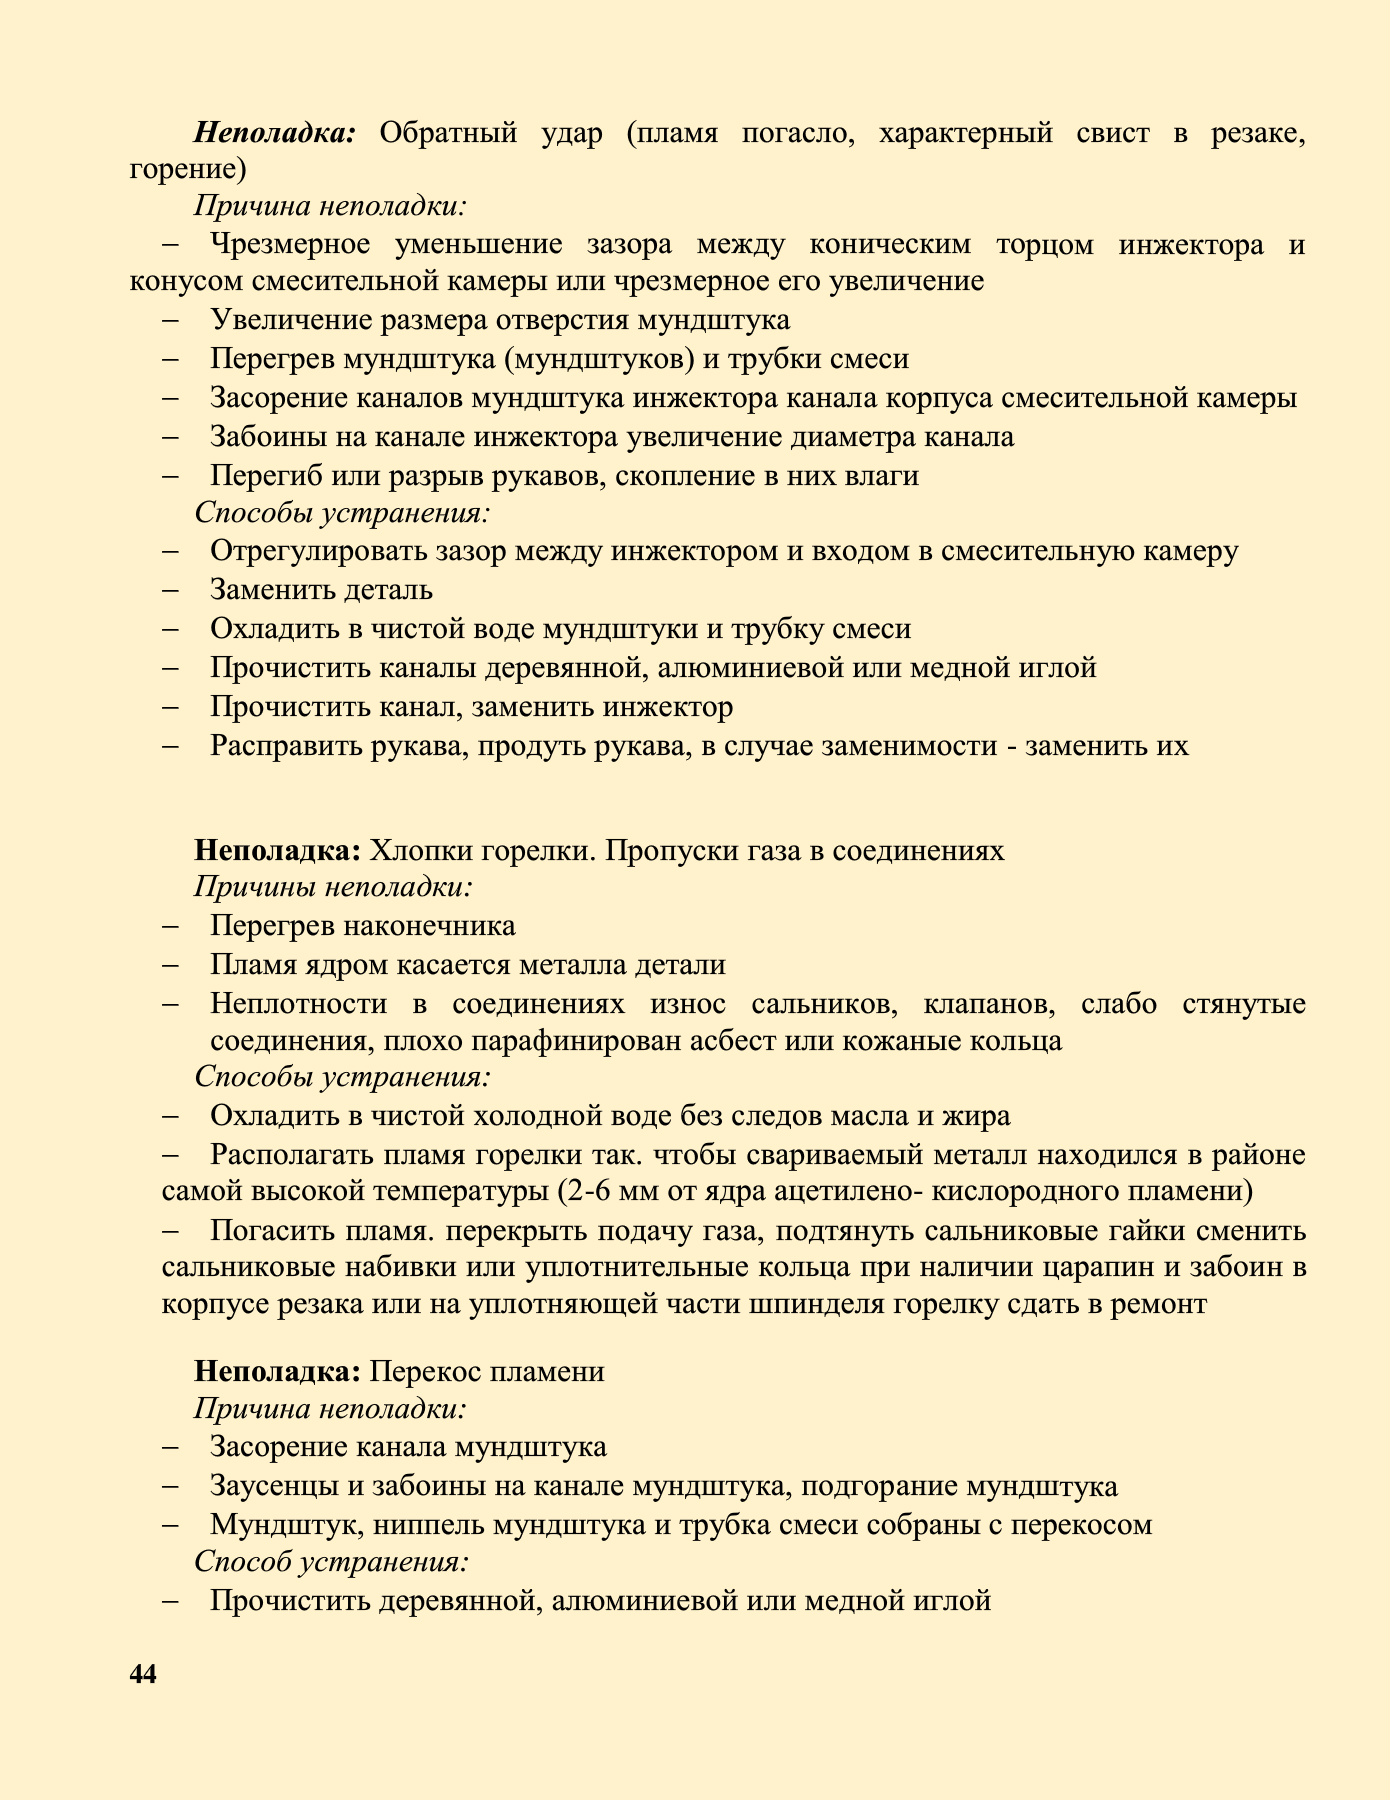 Неполадка: Обратный удар (пламя погасло, характерный свист в резаке,
горение)
Причина неполадки:
– Чрезмерное уменьшение зазора между коническим торцом инжектора и
конусом смесительной камеры или чрезмерное его увеличение
– Увеличение размера отверстия мундштука
– Перегрев мундштука (мундштуков) и трубки смеси
– Засорение каналов мундштука инжектора канала корпуса смесительной камеры
– Забоины на канале инжектора увеличение диаметра канала
– Перегиб или разрыв рукавов, скопление в них влаги
Способы устранения:
– Отрегулировать зазор между инжектором и входом в смесительную камеру
– Заменить деталь
– Охладить в чистой воде мундштуки и трубку смеси
– Прочистить каналы деревянной, алюминиевой или медной иглой
– Прочистить канал, заменить инжектор
– Расправить рукава, продуть рукава, в случае заменимости - заменить их
Неполадка: Хлопки горелки. Пропуски газа в соединениях
Причины неполадки:
– Перегрев наконечника
– Пламя ядром касается металла детали
– Неплотности в соединениях износ сальников, клапанов, слабо стянутые
соединения, плохо парафинирован асбест или кожаные кольца
Способы устранения:
– Охладить в чистой холодной воде без следов масла и жира
– Располагать пламя горелки так. чтобы свариваемый металл находился в районе
самой высокой температуры (2-6 мм от ядра ацетилено- кислородного пламени)
– Погасить пламя. перекрыть подачу газа, подтянуть сальниковые гайки сменить
сальниковые набивки или уплотнительные кольца при наличии царапин и забоин в
корпусе резака или на уплотняющей части шпинделя горелку сдать в ремонт
Неполадка: Перекос пламени
Причина неполадки:
– Засорение канала мундштука
– Заусенцы и забоины на канале мундштука, подгорание мундштука
– Мундштук, ниппель мундштука и трубка смеси собраны с перекосом
Способ устранения:
– Прочистить деревянной, алюминиевой или медной иглой
44